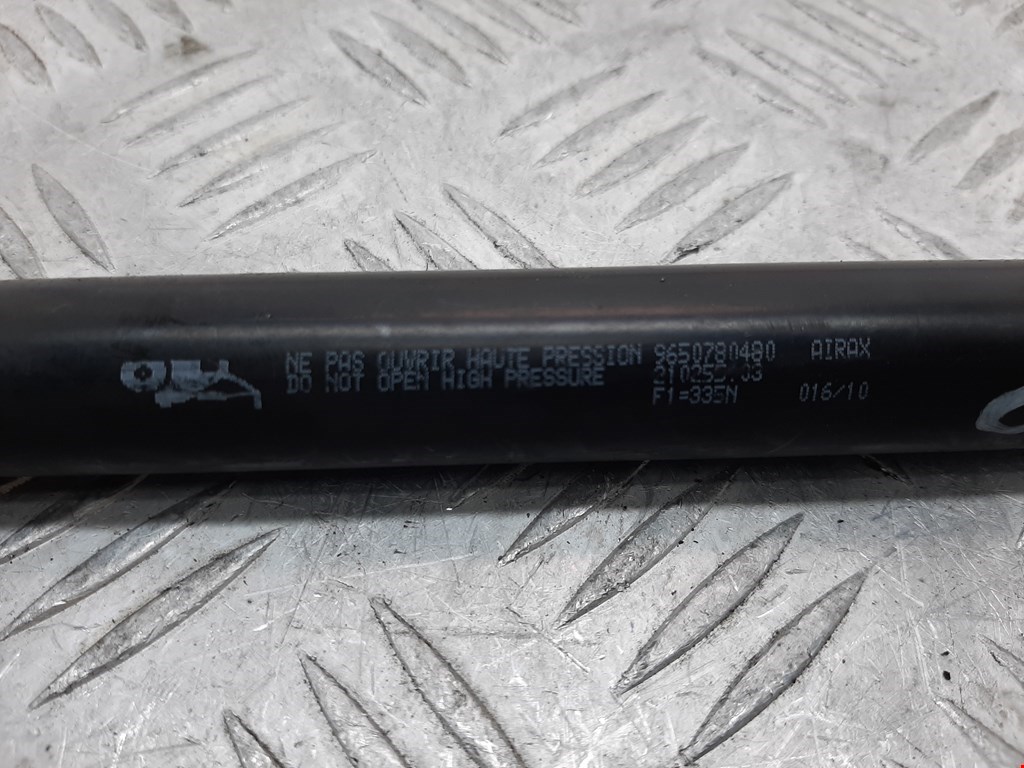 NE PAS OUVRIR HAUTE PRESSION 9650780480 AIRAX
DO NOT OPEN HIGH PRESSURE
F1=335N 016/10